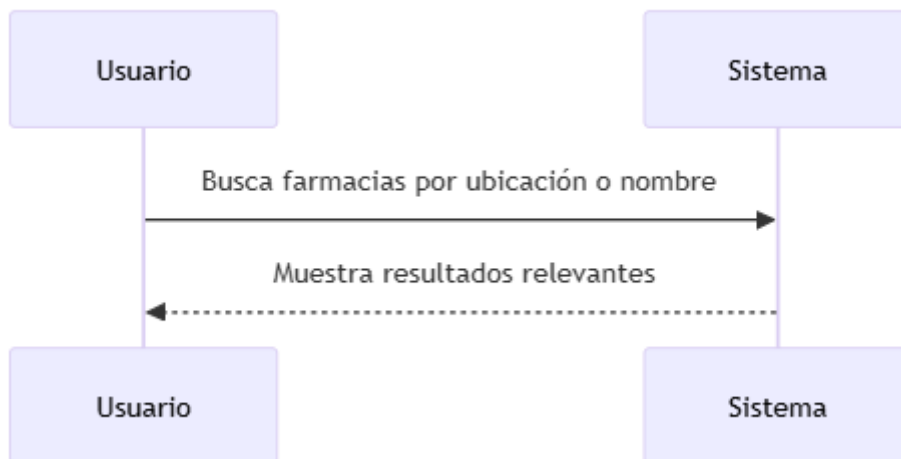 Usuario
Sistema
Busca farmacias por ubicación o nombre
Muestra resultados relevantes
Usuario
Sistema